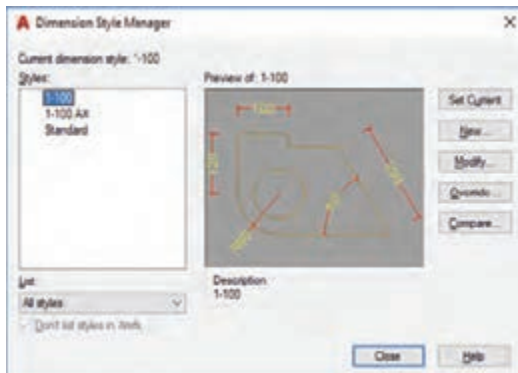 Dimension Style Manager
Current dimension style: 1-100
Styles:
1-100
1-100 AX
Standard
Preview of: 1-100
Set Current
New...
Modify...
Override...
Compare...
List:
All styles
Don't list styles in Xrefs
Description
1-100
Close
Help